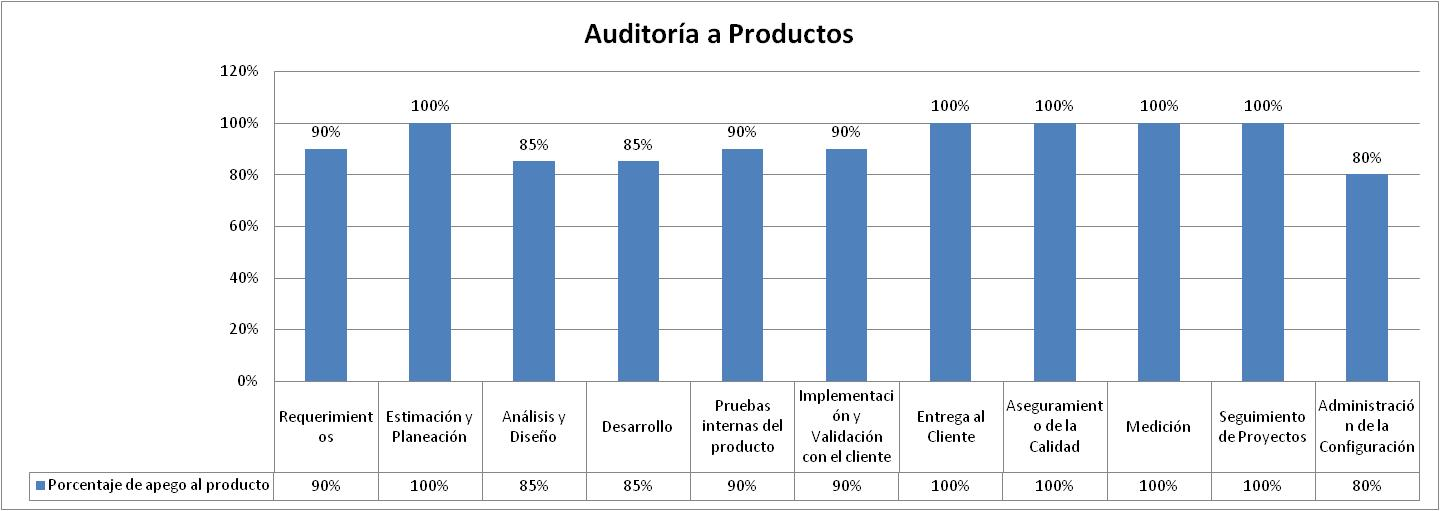 Auditoría a Productos
120%
100%
80%
60%
40%
20%
0%
90%
100%
85%
85%
90%
90%
100%
100%
100%
100%
80%
Requerimient
os
Estimación y
Planeación
Análisis y
Diseño
Desarrollo
Pruebas
internas del
producto
Implementaci
ón y
Validación
con el cliente
Entrega al
Cliente
Aseguramient
o de la
Calidad
Medición
Seguimiento
de Proyectos
Administració
n de la
Configuración
Porcentaje de apego al producto 90% 100% 85% 85% 90% 90% 100% 100% 100% 100% 80%